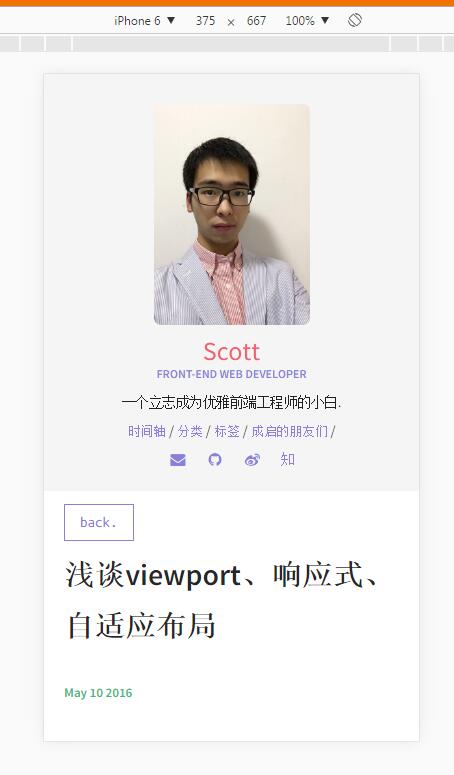 iPhone 6 ▼ 375 × 667 100% ▼
Scott
FRONT-END WEB DEVELOPER
一个立志成为优雅前端工程师的小白.
时间轴 / 分类 / 标签 / 成启的朋友们 /
知
back.
浅谈viewport、响应式、
自适应布局
May 10 2016